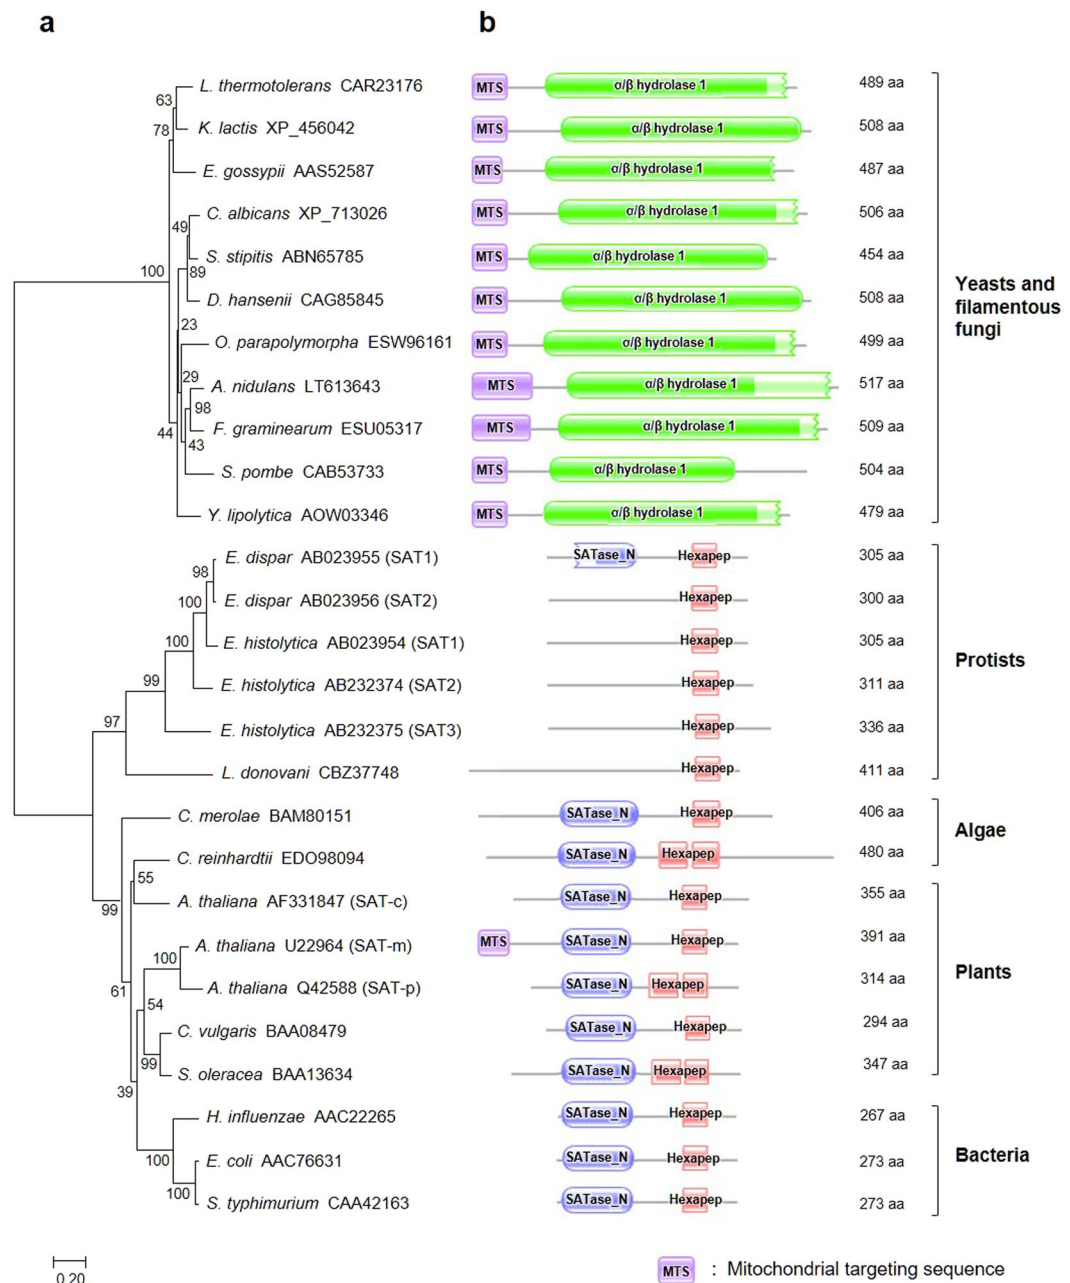 a b
63 L. thermotolerans CAR23176 MTS α/β hydrolase 1 489 aa
78 K. lactis XP_456042 MTS α/β hydrolase 1 508 aa
E. gossypii AAS52587 MTS α/β hydrolase 1 487 aa
49 C. albicans XP_713026 MTS α/β hydrolase 1 506 aa
S. stipitis ABN65785 MTS α/β hydrolase 1 454 aa
100 89
D. hansenii CAG85845 MTS α/β hydrolase 1 508 aa
Yeasts and
filamentous
fungi
23
O. parapolymorpha ESW96161 MTS α/β hydrolase 1 499 aa
29 A. nidulans LT613643 MTS α/β hydrolase 1 517 aa
98
F. graminearum ESU05317 MTS α/β hydrolase 1 509 aa
44 43
S. pombe CAB53733 MTS α/β hydrolase 1 504 aa
Y. lipolytica AOW03346 MTS α/β hydrolase 1 479 aa
E. dispar AB023955 (SAT1) SATase_N Hexapep 305 aa
98
100 E. dispar AB023956 (SAT2) Hexapep 300 aa
100 E. histolytica AB023954 (SAT1) Hexapep 305 aa
Protists
99 E. histolytica AB232374 (SAT2) Hexapep 311 aa
97 E. histolytica AB232375 (SAT3) Hexapep 336 aa
L. donovani CBZ37748 Hexapep 411 aa
C. merolae BAM80151 SATase_N Hexapep 406 aa
Algae
C. reinhardtii EDO98094 SATase_N Hexapep 480 aa
55
99 A. thaliana AF331847 (SAT-c) SATase_N Hexapep 355 aa
100 A. thaliana U22964 (SAT-m) MTS SATase_N Hexapep 391 aa
Plants
61 A. thaliana Q42588 (SAT-p) SATase_N Hexapep 314 aa
54
C. vulgaris BAA08479 SATase_N Hexapep 294 aa
99 S. oleracea BAA13634 SATase_N Hexapep 347 aa
39
H. influenzae AAC22265 SATase_N Hexapep 267 aa
Bacteria
100 E. coli AAC76631 SATase_N Hexapep 273 aa
100
S. typhimurium CAA42163 SATase_N Hexapep 273 aa
0.20
MTS : Mitochondrial targeting sequence